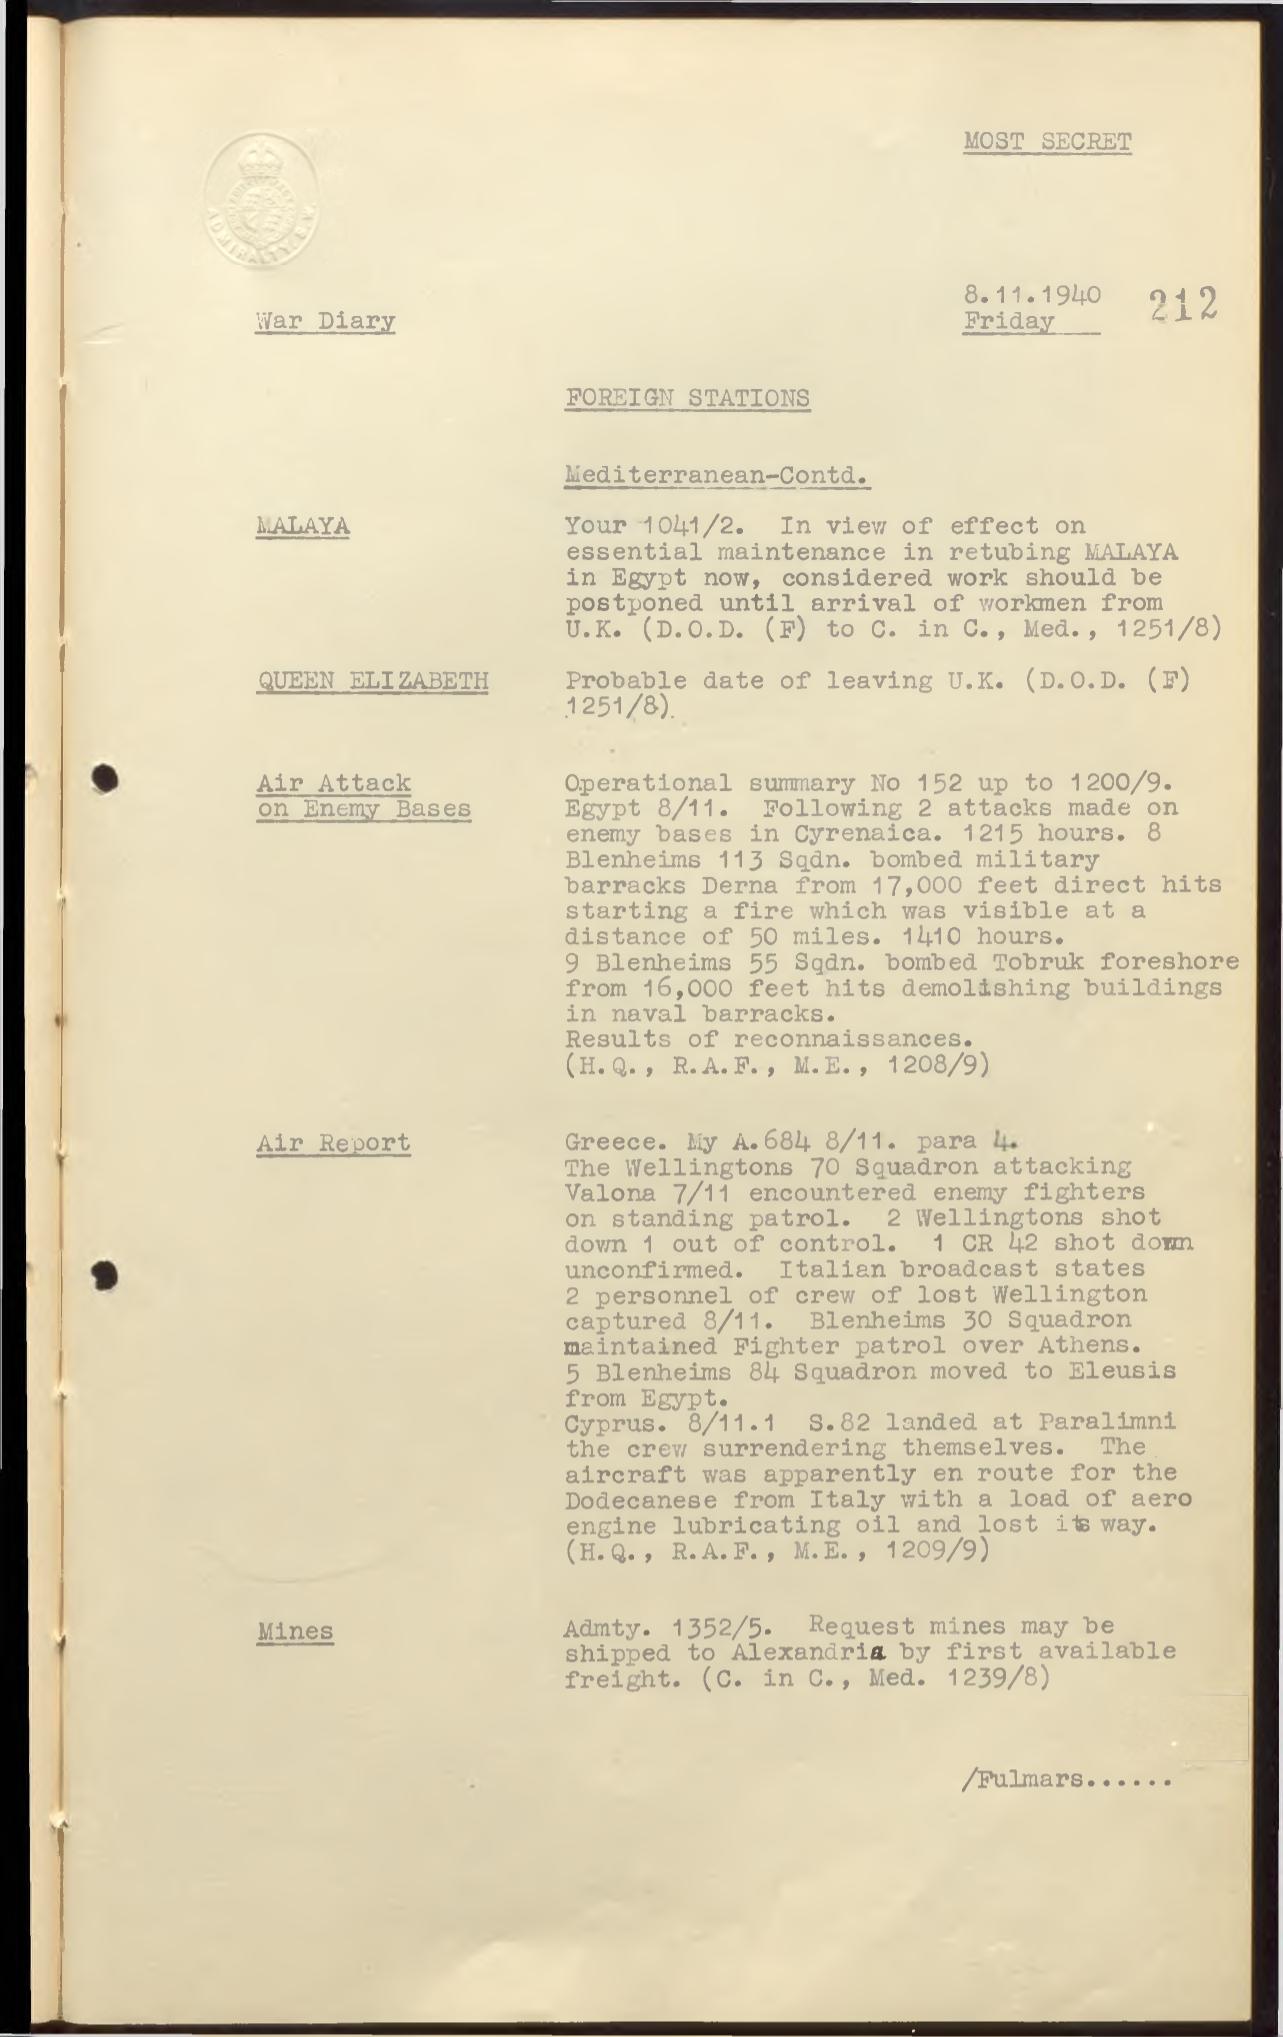 MOST SECRET
ADMIRALTY S.W.
8.11.1940 212
War Diary Friday
FOREIGN STATIONS
Mediterranean-Contd.
MALAYA Your 1041/2. In view of effect on
essential maintenance in retubing MALAYA
in Egypt now, considered work should be
postponed until arrival of workmen from
U.K. (D.O.D. (F) to C. in C., Med., 1251/8)
QUEEN ELIZABETH Probable date of leaving U.K. (D.O.D. (F)
1251/8).
Air Attack Operational summary No 152 up to 1200/9.
on Enemy Bases Egypt 8/11. Following 2 attacks made on
enemy bases in Cyrenaica. 1215 hours. 8
Blenheims 113 Sqdn. bombed military
barracks Derna from 17,000 feet direct hits
starting a fire which was visible at a
distance of 50 miles. 1410 hours.
9 Blenheims 55 Sqdn. bombed Tobruk foreshore
from 16,000 feet hits demolishing buildings
in naval barracks.
Results of reconnaissances.
(H.Q., R.A.F., M.E., 1208/9)
Air Report Greece. My A.684 8/11. para 4.
The Wellingtons 70 Squadron attacking
Valona 7/11 encountered enemy fighters
on standing patrol. 2 Wellingtons shot
down 1 out of control. 1 CR 42 shot down
unconfirmed. Italian broadcast states
2 personnel of crew of lost Wellington
captured 8/11. Blenheims 30 Squadron
maintained Fighter patrol over Athens.
5 Blenheims 84 Squadron moved to Eleusis
from Egypt.
Cyprus. 8/11.1 S.82 landed at Paralimni
the crew surrendering themselves. The
aircraft was apparently en route for the
Dodecanese from Italy with a load of aero
engine lubricating oil and lost its way.
(H.Q., R.A.F., M.E., 1209/9)
Mines Admty. 1352/5. Request mines may be
shipped to Alexandria by first available
freight. (C. in C., Med. 1239/8)
/Fulmars......